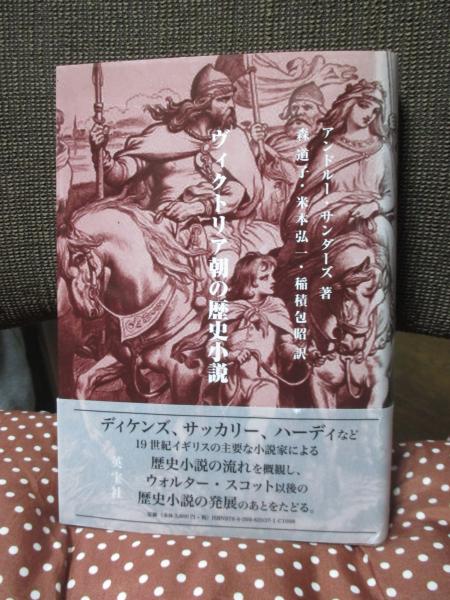 アンドルー・サンダーズ 著
森 道子・米本弘一・稲積包昭 訳
ヴィクトリア朝の歴史小説
ディケンズ、サッカリー、ハーディなど
19世紀イギリスの主要な小説家による
歴史小説の流れを概観し、
ウォルター・スコット以後の
歴史小説の発展のあとをたどる。
英宝社